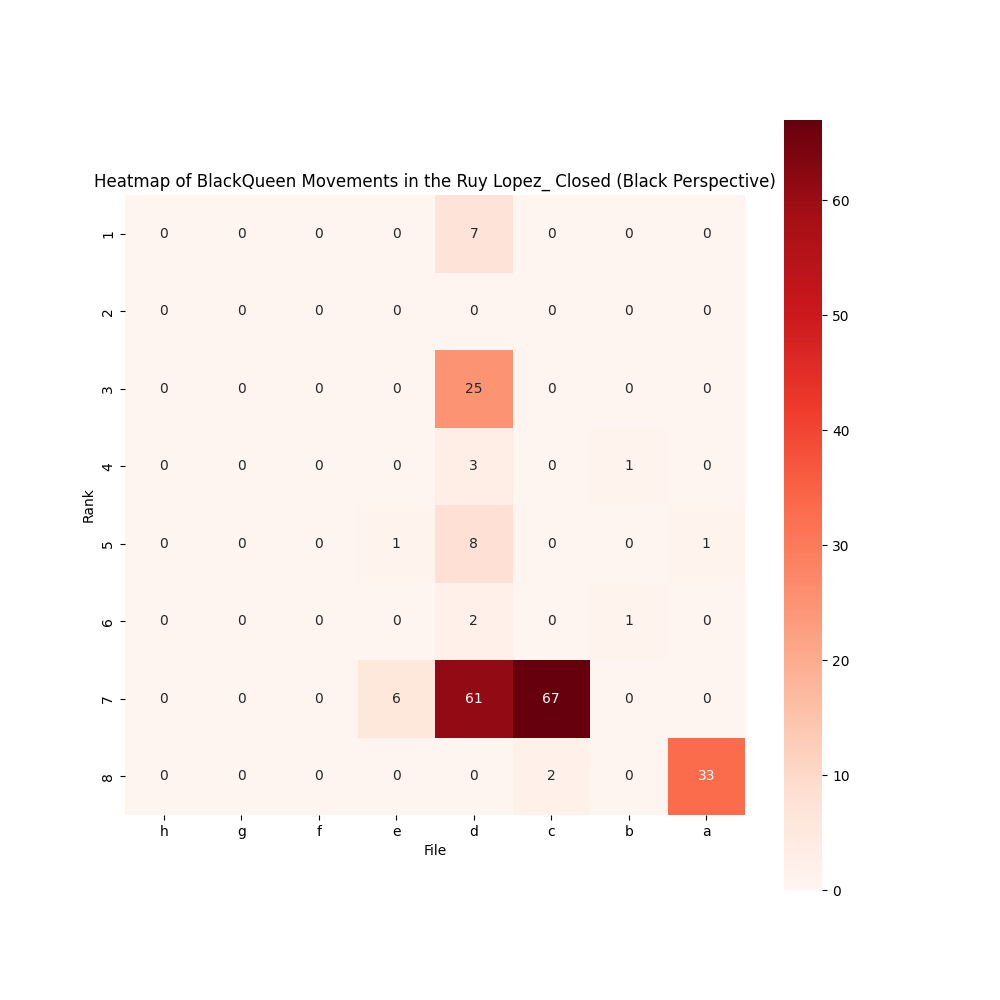 Heatmap of BlackQueen Movements in the Ruy Lopez_ Closed (Black Perspective)
1 0 0 0 0 7 0 0 0
2 0 0 0 0 0 0 0 0
3 0 0 0 0 25 0 0 0
4 0 0 0 0 3 0 1 0
Rank
5 0 0 0 1 8 0 0 1
6 0 0 0 0 2 0 1 0
7 0 0 0 6 61 67 0 0
8 0 0 0 0 0 2 0 33
h g f e d c b a
File
60
50
40
30
20
10
0